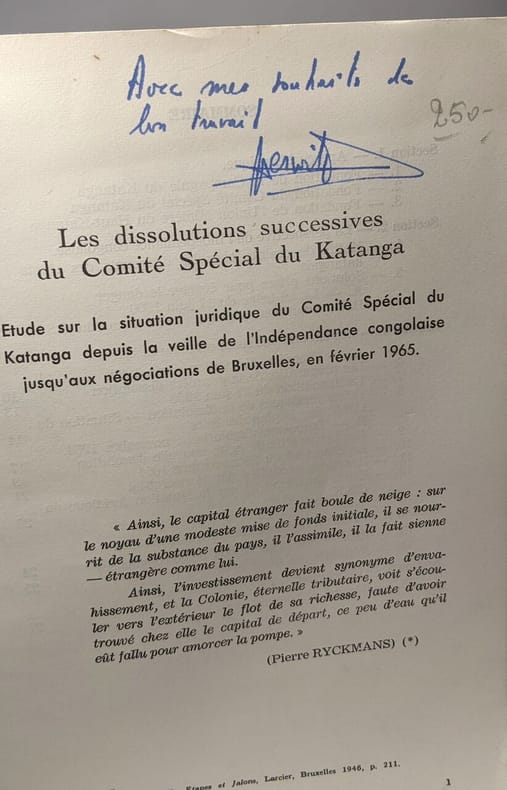 Avec mes souhaits de
bon travail
250-
Les dissolutions successives
du Comité Spécial du Katanga
Etude sur la situation juridique du Comité Spécial du
Katanga depuis la veille de l'Indépendance congolaise
jusqu'aux négociations de Bruxelles, en février 1965.
« Ainsi, le capital étranger fait boule de neige : sur
le noyau d'une modeste mise de fonds initiale, il se nour-
rit de la substance du pays, il l'assimile, il la fait sienne
— étrangère comme lui.
Ainsi, l'investissement devient synonyme d'enva-
hissement, et la Colonie, éternelle tributaire, voit s'écou-
ler vers l'extérieur le flot de sa richesse, faute d'avoir
trouvé chez elle le capital de départ, ce peu d'eau qu'il
eût fallu pour amorcer la pompe. »
(Pierre RYCKMANS) (*)
Etapes et Jalons, Larcier, Bruxelles 1946, p. 211.
1